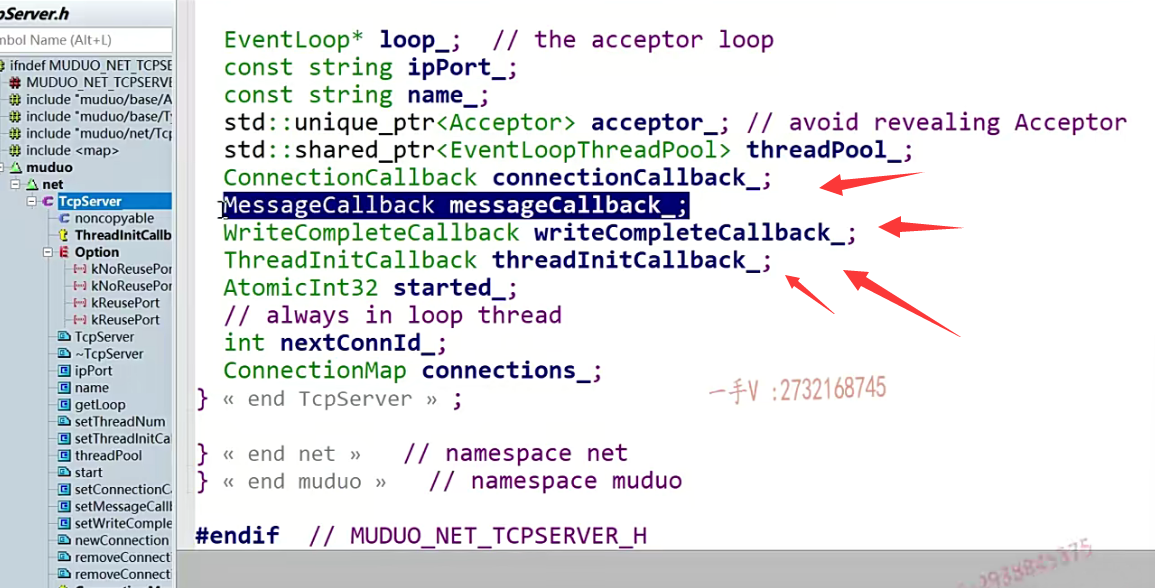 pServer.h
nbol Name (Alt+L)
ifndef MUDUO_NET_TCPSE
MUDUO_NET_TCPSERVE
include "muduo/base/A
include "muduo/base/Ty
include "muduo/net/Tcp
include <map>
muduo
net
TcpServer
noncopyable
ThreadInitCallb
Option
kNoReusePor
kNoReusePor
kReusePort
kReusePort
TcpServer
~TcpServer
ipPort
name
getLoop
setThreadNum
setThreadInitCa
threadPool
start
setConnectionC
setMessageCall
setWriteComple
newConnection
removeConnecti
removeConnecti
EventLoop* loop_;  // the acceptor loop
const string ipPort_;
const string name_;
std::unique_ptr<Acceptor> acceptor_; // avoid revealing Acceptor
std::shared_ptr<EventLoopThreadPool> threadPool_;
ConnectionCallback connectionCallback_;
MessageCallback messageCallback_;
WriteCompleteCallback writeCompleteCallback_;
ThreadInitCallback threadInitCallback_;
AtomicInt32 started_;
// always in loop thread
int nextConnId_;
ConnectionMap connections_;
} « end TcpServer » ;
一手V :2732168745
} « end net »   // namespace net
} « end muduo »   // namespace muduo
#endif  // MUDUO_NET_TCPSERVER_H